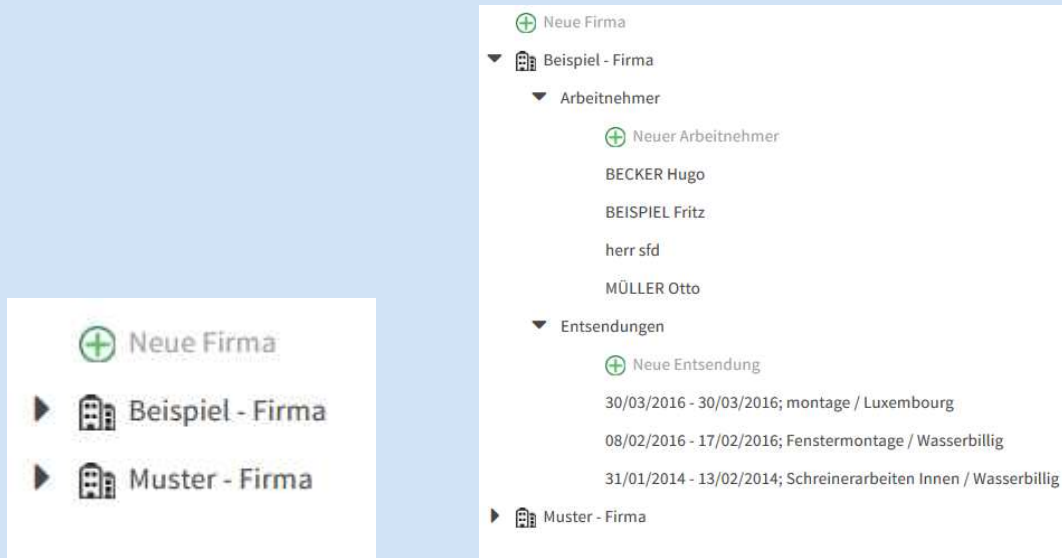 Neue Firma
Beispiel - Firma
Muster - Firma
Neue Firma
Beispiel - Firma
Arbeitnehmer
Neuer Arbeitnehmer
BECKER Hugo
BEISPIEL Fritz
herr sfd
MÜLLER Otto
Entsendungen
Neue Entsendung
30/03/2016 - 30/03/2016; montage / Luxembourg
08/02/2016 - 17/02/2016; Fenstermontage / Wasserbillig
31/01/2014 - 13/02/2014; Schreinerarbeiten Innen / Wasserbillig
Muster - Firma